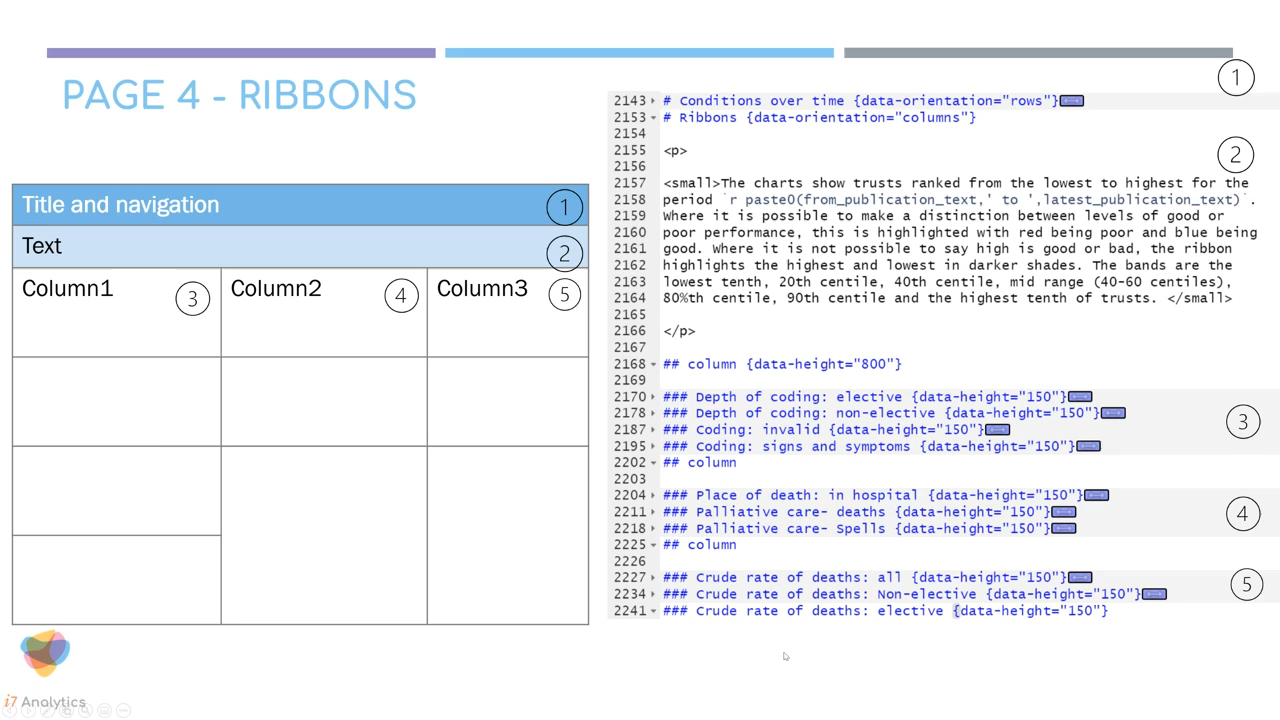 PAGE 4 - RIBBONS
Title and navigation 1
Text 2
Column1 3 Column2 4 Column3 5
1
2143 # Conditions over time {data-orientation="rows"}
2153 # Ribbons {data-orientation="columns"}
2154
2155 <p>
2
2156
2157 <small>The charts show trusts ranked from the lowest to highest for the
2158 period `r paste0(from_publication_text,' to ',latest_publication_text)`.
2159 Where it is possible to make a distinction between levels of good or
2160 poor performance, this is highlighted with red being poor and blue being
2161 good. Where it is not possible to say high is good or bad, the ribbon
2162 highlights the highest and lowest in darker shades. The bands are the
2163 lowest tenth, 20th centile, 40th centile, mid range (40-60 centiles),
2164 80%th centile, 90th centile and the highest tenth of trusts. </small>
2165
2166 </p>
2167
2168 ## column {data-height="800"}
2169
2170 ### Depth of coding: elective {data-height="150"}
2178 ### Depth of coding: non-elective {data-height="150"}
3
2187 ### Coding: invalid {data-height="150"}
2195 ### Coding: signs and symptoms {data-height="150"}
2202 ## column
2203
2204 ### Place of death: in hospital {data-height="150"}
2211 ### Palliative care- deaths {data-height="150"}
4
2218 ### Palliative care- Spells {data-height="150"}
2225 ## column
2226
2227 ### Crude rate of deaths: all {data-height="150"}
5
2234 ### Crude rate of deaths: Non-elective {data-height="150"}
2241 ### Crude rate of deaths: elective {data-height="150"}
i7 Analytics